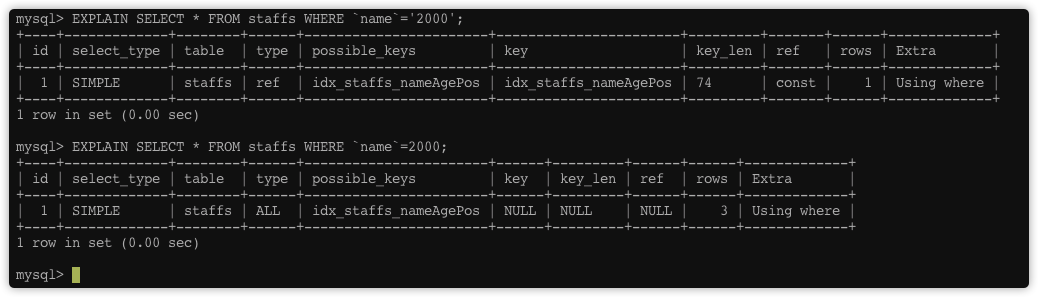 mysql> EXPLAIN SELECT * FROM staffs WHERE `name`='2000';
+----+-------------+--------+------+-----------------------+-----------------------+---------+-------+------+-------------+
| id | select_type | table  | type | possible_keys         | key                   | key_len | ref   | rows | Extra       |
+----+-------------+--------+------+-----------------------+-----------------------+---------+-------+------+-------------+
|  1 | SIMPLE      | staffs | ref  | idx_staffs_nameAgePos | idx_staffs_nameAgePos | 74      | const |    1 | Using where |
+----+-------------+--------+------+-----------------------+-----------------------+---------+-------+------+-------------+
1 row in set (0.00 sec)
mysql> EXPLAIN SELECT * FROM staffs WHERE `name`=2000;
+----+-------------+--------+------+-----------------------+------+---------+------+------+-------------+
| id | select_type | table  | type | possible_keys         | key  | key_len | ref  | rows | Extra       |
+----+-------------+--------+------+-----------------------+------+---------+------+------+-------------+
|  1 | SIMPLE      | staffs | ALL  | idx_staffs_nameAgePos | NULL | NULL    | NULL |    3 | Using where |
+----+-------------+--------+------+-----------------------+------+---------+------+------+-------------+
1 row in set (0.00 sec)
mysql>